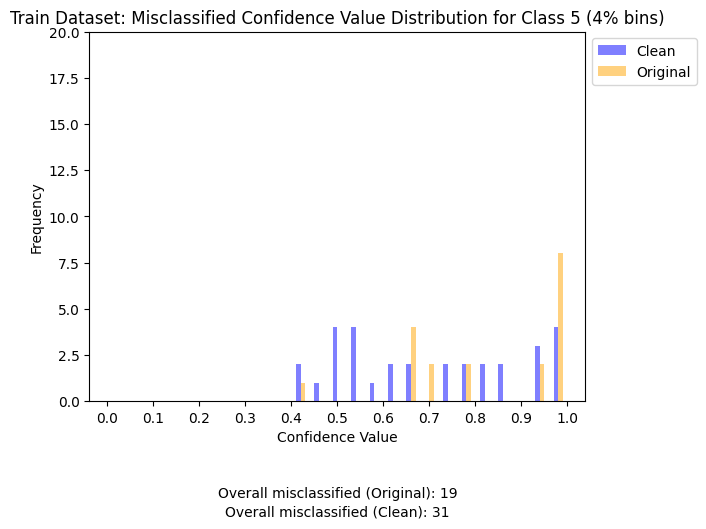 Train Dataset: Misclassified Confidence Value Distribution for Class 5 (4% bins)
Clean
Original
20.0
17.5
15.0
12.5
10.0
7.5
5.0
2.5
0.0
Frequency
0.0 0.1 0.2 0.3 0.4 0.5 0.6 0.7 0.8 0.9 1.0
Confidence Value
Overall misclassified (Original): 19
Overall misclassified (Clean): 31